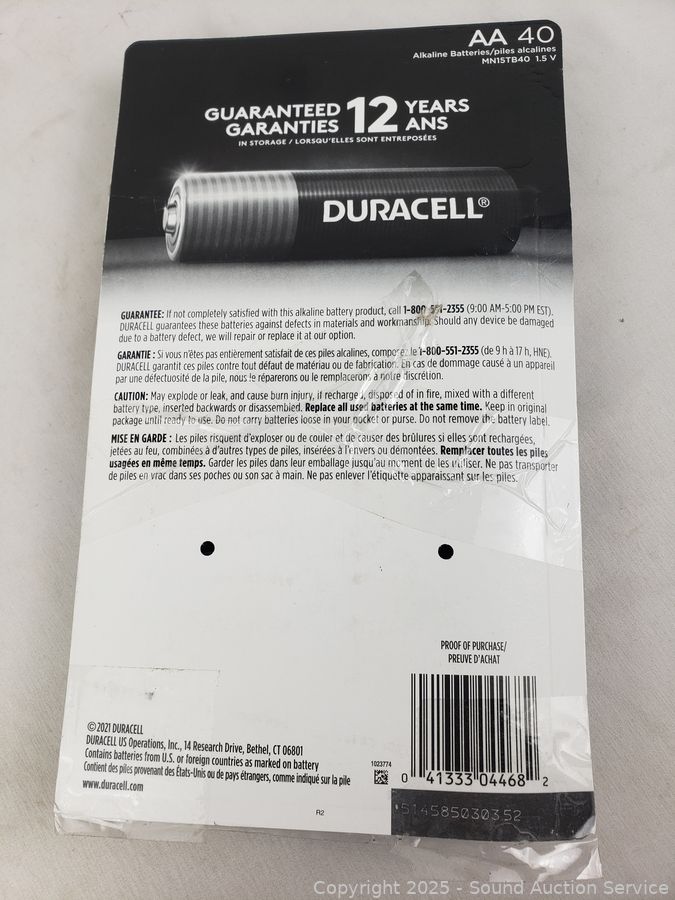 AA 40
Alkaline Batteries/piles alcalines
MN15TB40 1.5 V
GUARANTEED 12 YEARS
GARANTIES ANS
IN STORAGE / LORSQU'ELLES SONT ENTREPOSÉES
DURACELL®
GUARANTEE: If not completely satisfied with this alkaline battery product, call 1-800-551-2355 (9:00 AM-5:00 PM EST).
DURACELL guarantees these batteries against defects in materials and workmanship. Should any device be damaged
due to a battery defect, we will repair or replace it at our option.
GARANTIE : Si vous n'êtes pas entièrement satisfait de ces piles alcalines, composez le 1-800-551-2355 (de 9 h à 17 h, HNE).
DURACELL garantit ces piles contre tout défaut de matériau ou de fabrication. En cas de dommage causé à un appareil
par une défectuosité de la pile, nous le réparerons ou le remplacerons à notre discrétion.
CAUTION: May explode or leak, and cause burn injury, if recharged, disposed of in fire, mixed with a different
battery type, inserted backwards or disassembled. Replace all used batteries at the same time. Keep in original
package until ready to use. Do not carry batteries loose in your pocket or purse. Do not remove the battery label.
MISE EN GARDE : Les piles risquent d'exploser ou de couler et de causer des brûlures si elles sont rechargées,
jetées au feu, combinées à d'autres types de piles, insérées à l'envers ou démontées. Remplacer toutes les piles
usagées en même temps. Garder les piles dans leur emballage jusqu'au moment de les utiliser. Ne pas transporter
de piles en vrac dans ses poches ou son sac à main. Ne pas enlever l'étiquette apparaissant sur les piles.
PROOF OF PURCHASE/
PREUVE D'ACHAT
©2021 DURACELL
DURACELL US Operations, Inc., 14 Research Drive, Bethel, CT 06801
Contains batteries from U.S. or foreign countries as marked on battery
Contient des piles provenant des États-Unis ou de pays étrangers, comme indiqué sur la pile
www.duracell.com
1023774
0 41333 04468 2
R2
514585030352
Copyright 2025 - Sound Auction Service